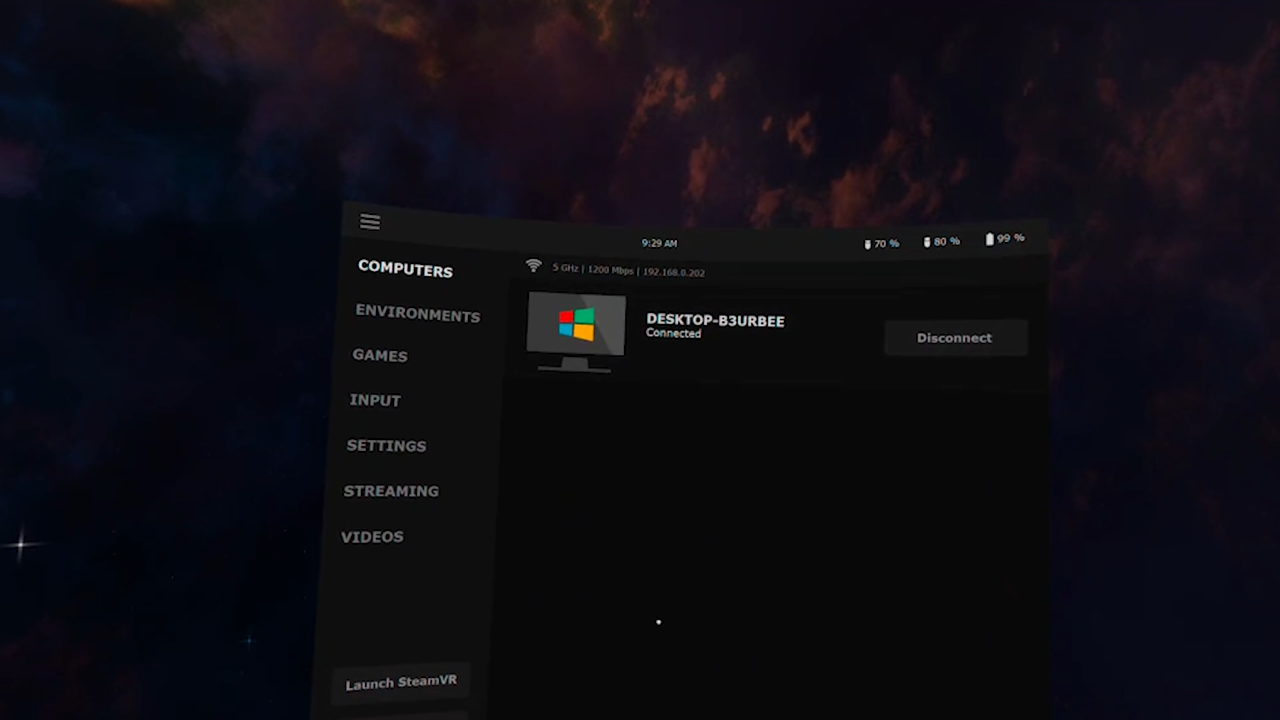 9:29 AM
70 %
80 %
99 %
COMPUTERS
ENVIRONMENTS
GAMES
INPUT
SETTINGS
STREAMING
VIDEOS
Launch SteamVR
5 GHz | 1200 Mbps | 192.168.0.202
DESKTOP-B3URBEE
Connected
Disconnect